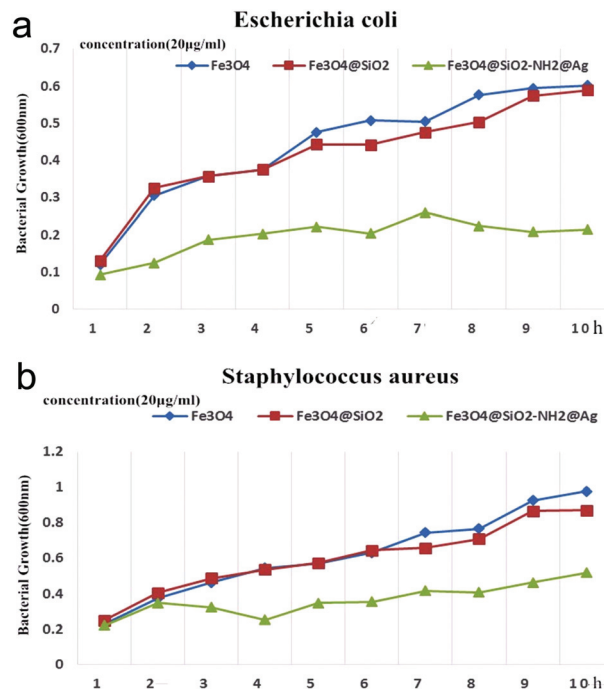 a
Escherichia coli
concentration(20µg/ml)
Fe3O4 Fe3O4@SiO2 Fe3O4@SiO2-NH2@Ag
Bacterial Growth(600nm)
0.7
0.6
0.5
0.4
0.3
0.2
0.1
0
1 2 3 4 5 6 7 8 9 10 h
b
Staphylococcus aureus
concentration(20µg/ml)
Fe3O4 Fe3O4@SiO2 Fe3O4@SiO2-NH2@Ag
Bacterial Growth(600nm)
1.2
1
0.8
0.6
0.4
0.2
0
1 2 3 4 5 6 7 8 9 10 h